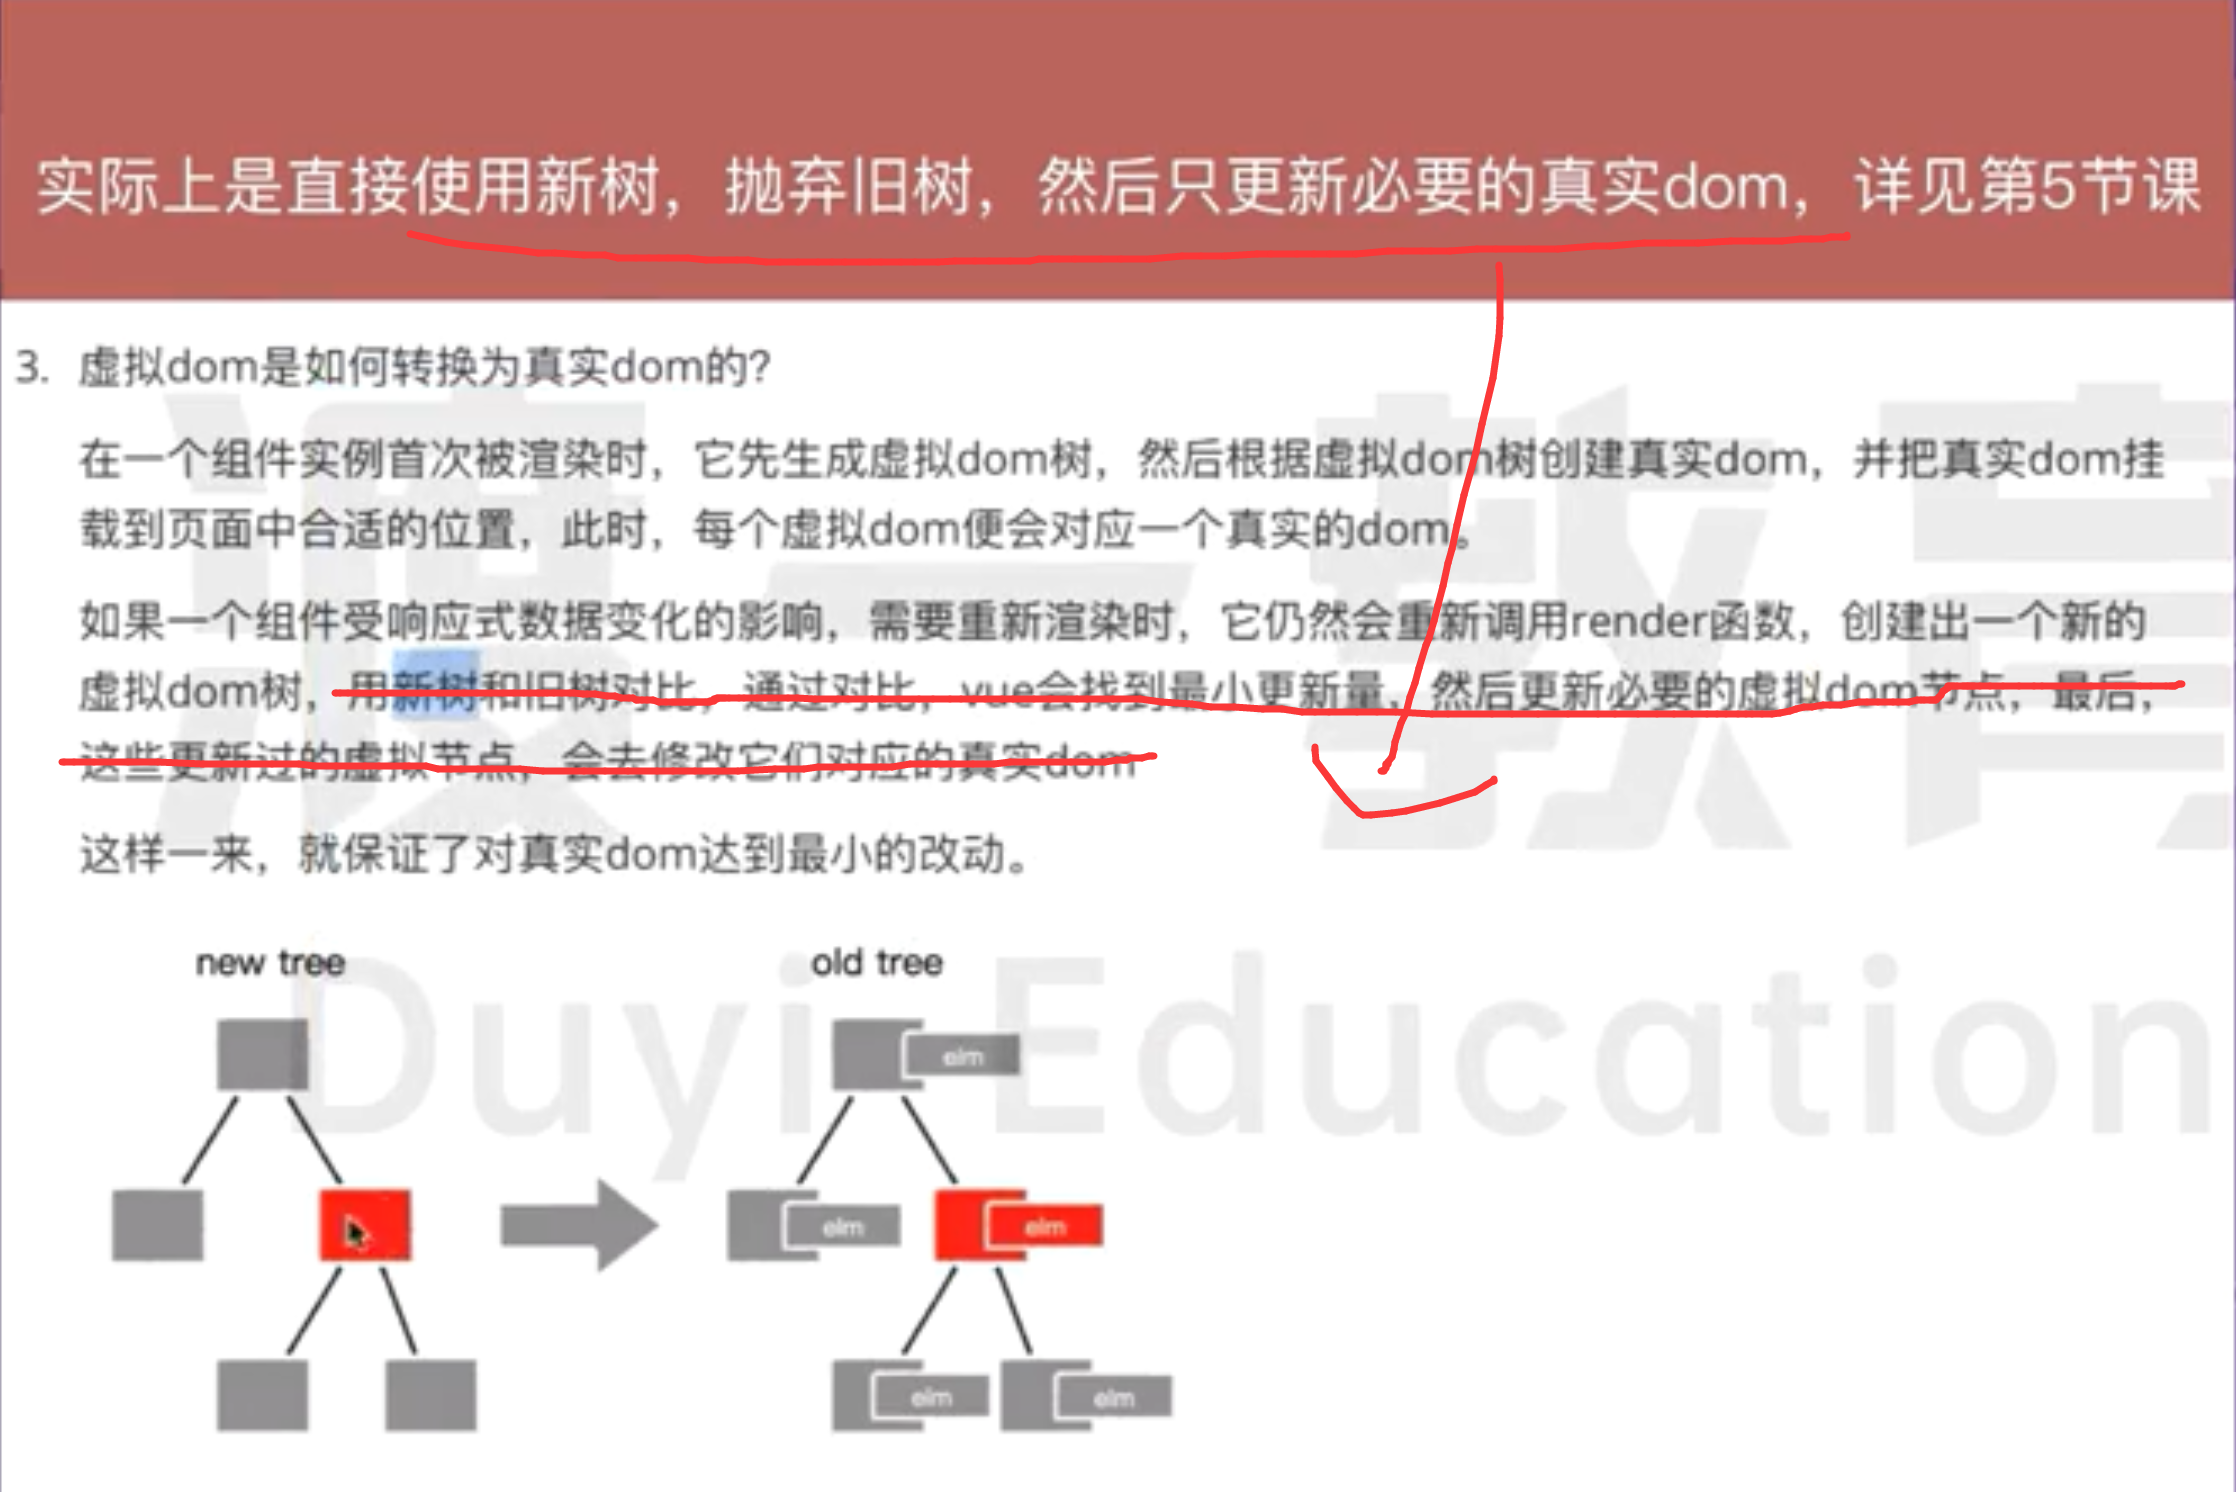 实际上是直接使用新树，抛弃旧树，然后只更新必要的真实dom，详见第5节课
3. 虚拟dom是如何转换为真实dom的？
在一个组件实例首次被渲染时，它先生成虚拟dom树，然后根据虚拟dom树创建真实dom，并把真实dom挂
载到页面中合适的位置，此时，每个虚拟dom便会对应一个真实的dom。
如果一个组件受响应式数据变化的影响，需要重新渲染时，它仍然会重新调用render函数，创建出一个新的
虚拟dom树，用新树和旧树对比，通过对比，vue会找到最小更新量，然后更新必要的虚拟dom节点，最后，
这些更新过的虚拟节点，会去修改它们对应的真实dom
这样一来，就保证了对真实dom达到最小的改动。
new tree
old tree
elm
elm
elm
elm
elm
渡一教育
Duyi Education